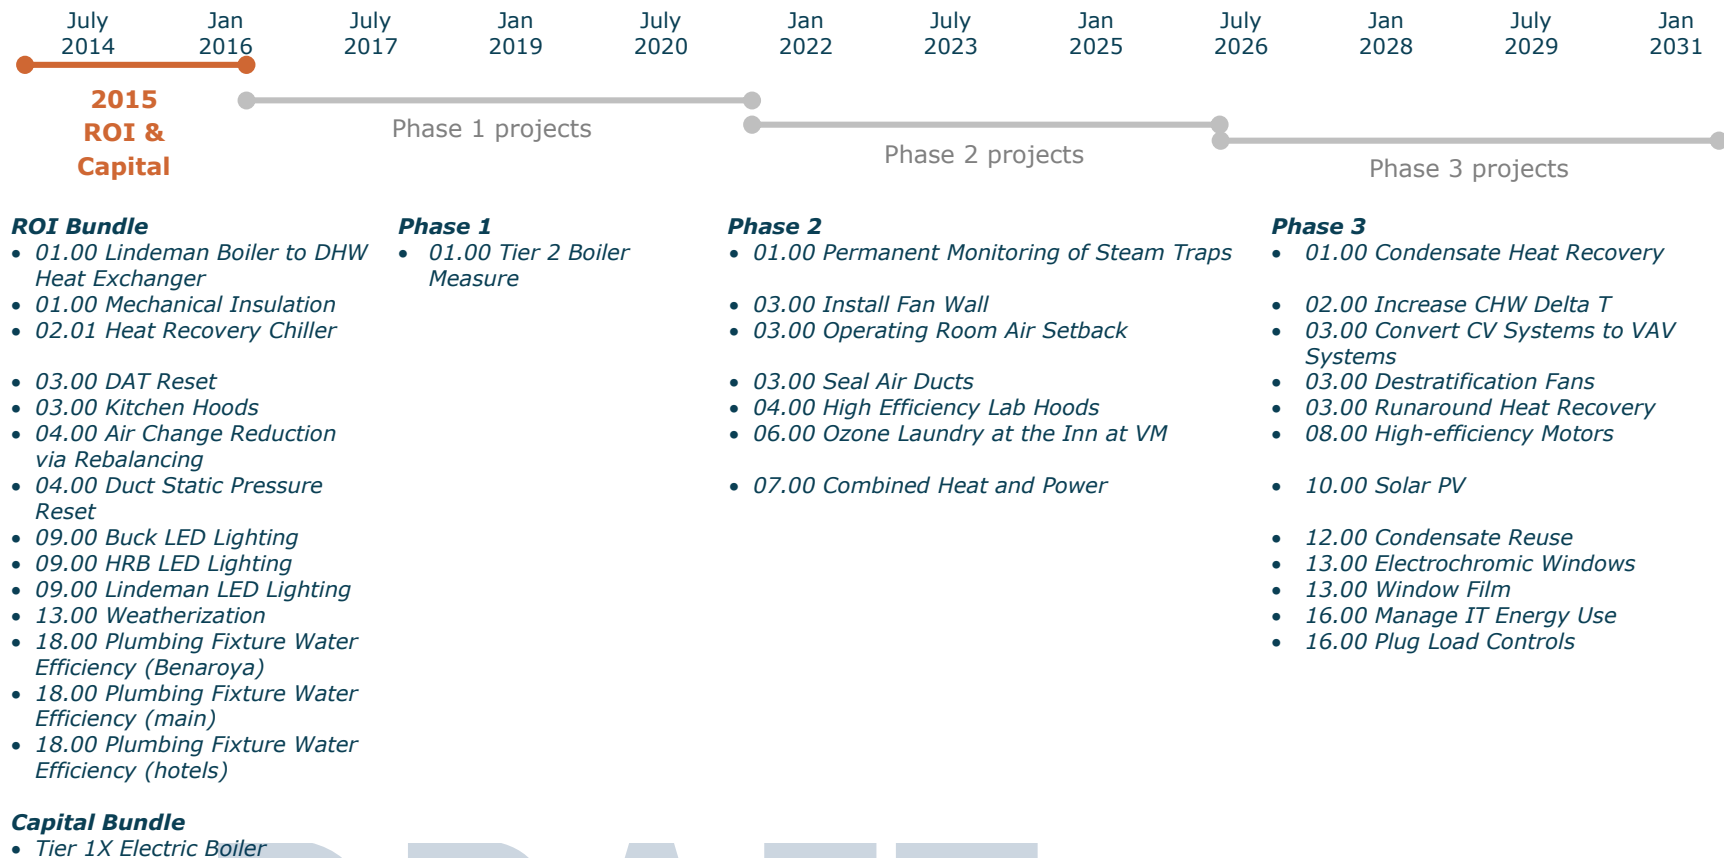 July Jan July Jan July Jan July Jan July Jan July Jan
2014 2016 2017 2019 2020 2022 2023 2025 2026 2028 2029 2031
2015
ROI &
Capital
Phase 1 projects
Phase 2 projects
Phase 3 projects
ROI Bundle
• 01.00 Lindeman Boiler to DHW
Heat Exchanger
• 01.00 Mechanical Insulation
• 02.01 Heat Recovery Chiller
• 03.00 DAT Reset
• 03.00 Kitchen Hoods
• 04.00 Air Change Reduction
via Rebalancing
• 04.00 Duct Static Pressure
Reset
• 09.00 Buck LED Lighting
• 09.00 HRB LED Lighting
• 09.00 Lindeman LED Lighting
• 13.00 Weatherization
• 18.00 Plumbing Fixture Water
Efficiency (Benaroya)
• 18.00 Plumbing Fixture Water
Efficiency (main)
• 18.00 Plumbing Fixture Water
Efficiency (hotels)
Capital Bundle
• Tier 1X Electric Boiler
Phase 1
• 01.00 Tier 2 Boiler
Measure
Phase 2
• 01.00 Permanent Monitoring of Steam Traps
• 03.00 Install Fan Wall
• 03.00 Operating Room Air Setback
• 03.00 Seal Air Ducts
• 04.00 High Efficiency Lab Hoods
• 06.00 Ozone Laundry at the Inn at VM
• 07.00 Combined Heat and Power
Phase 3
• 01.00 Condensate Heat Recovery
• 02.00 Increase CHW Delta T
• 03.00 Convert CV Systems to VAV
Systems
• 03.00 Destratification Fans
• 03.00 Runaround Heat Recovery
• 08.00 High-efficiency Motors
• 10.00 Solar PV
• 12.00 Condensate Reuse
• 13.00 Electrochromic Windows
• 13.00 Window Film
• 16.00 Manage IT Energy Use
• 16.00 Plug Load Controls